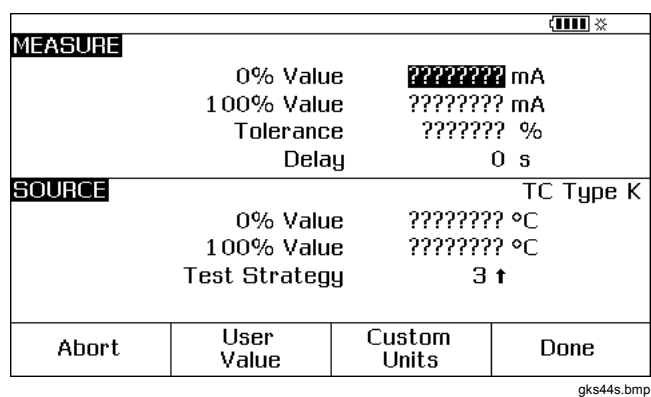 MEASURE
0% Value ???????? mA
100% Value ???????? mA
Tolerance ??????? %
Delay 0 s
SOURCE TC Type K
0% Value ???????? °C
100% Value ???????? °C
Test Strategy 3 ↑
Abort User Value Custom Units Done
gks44s.bmp